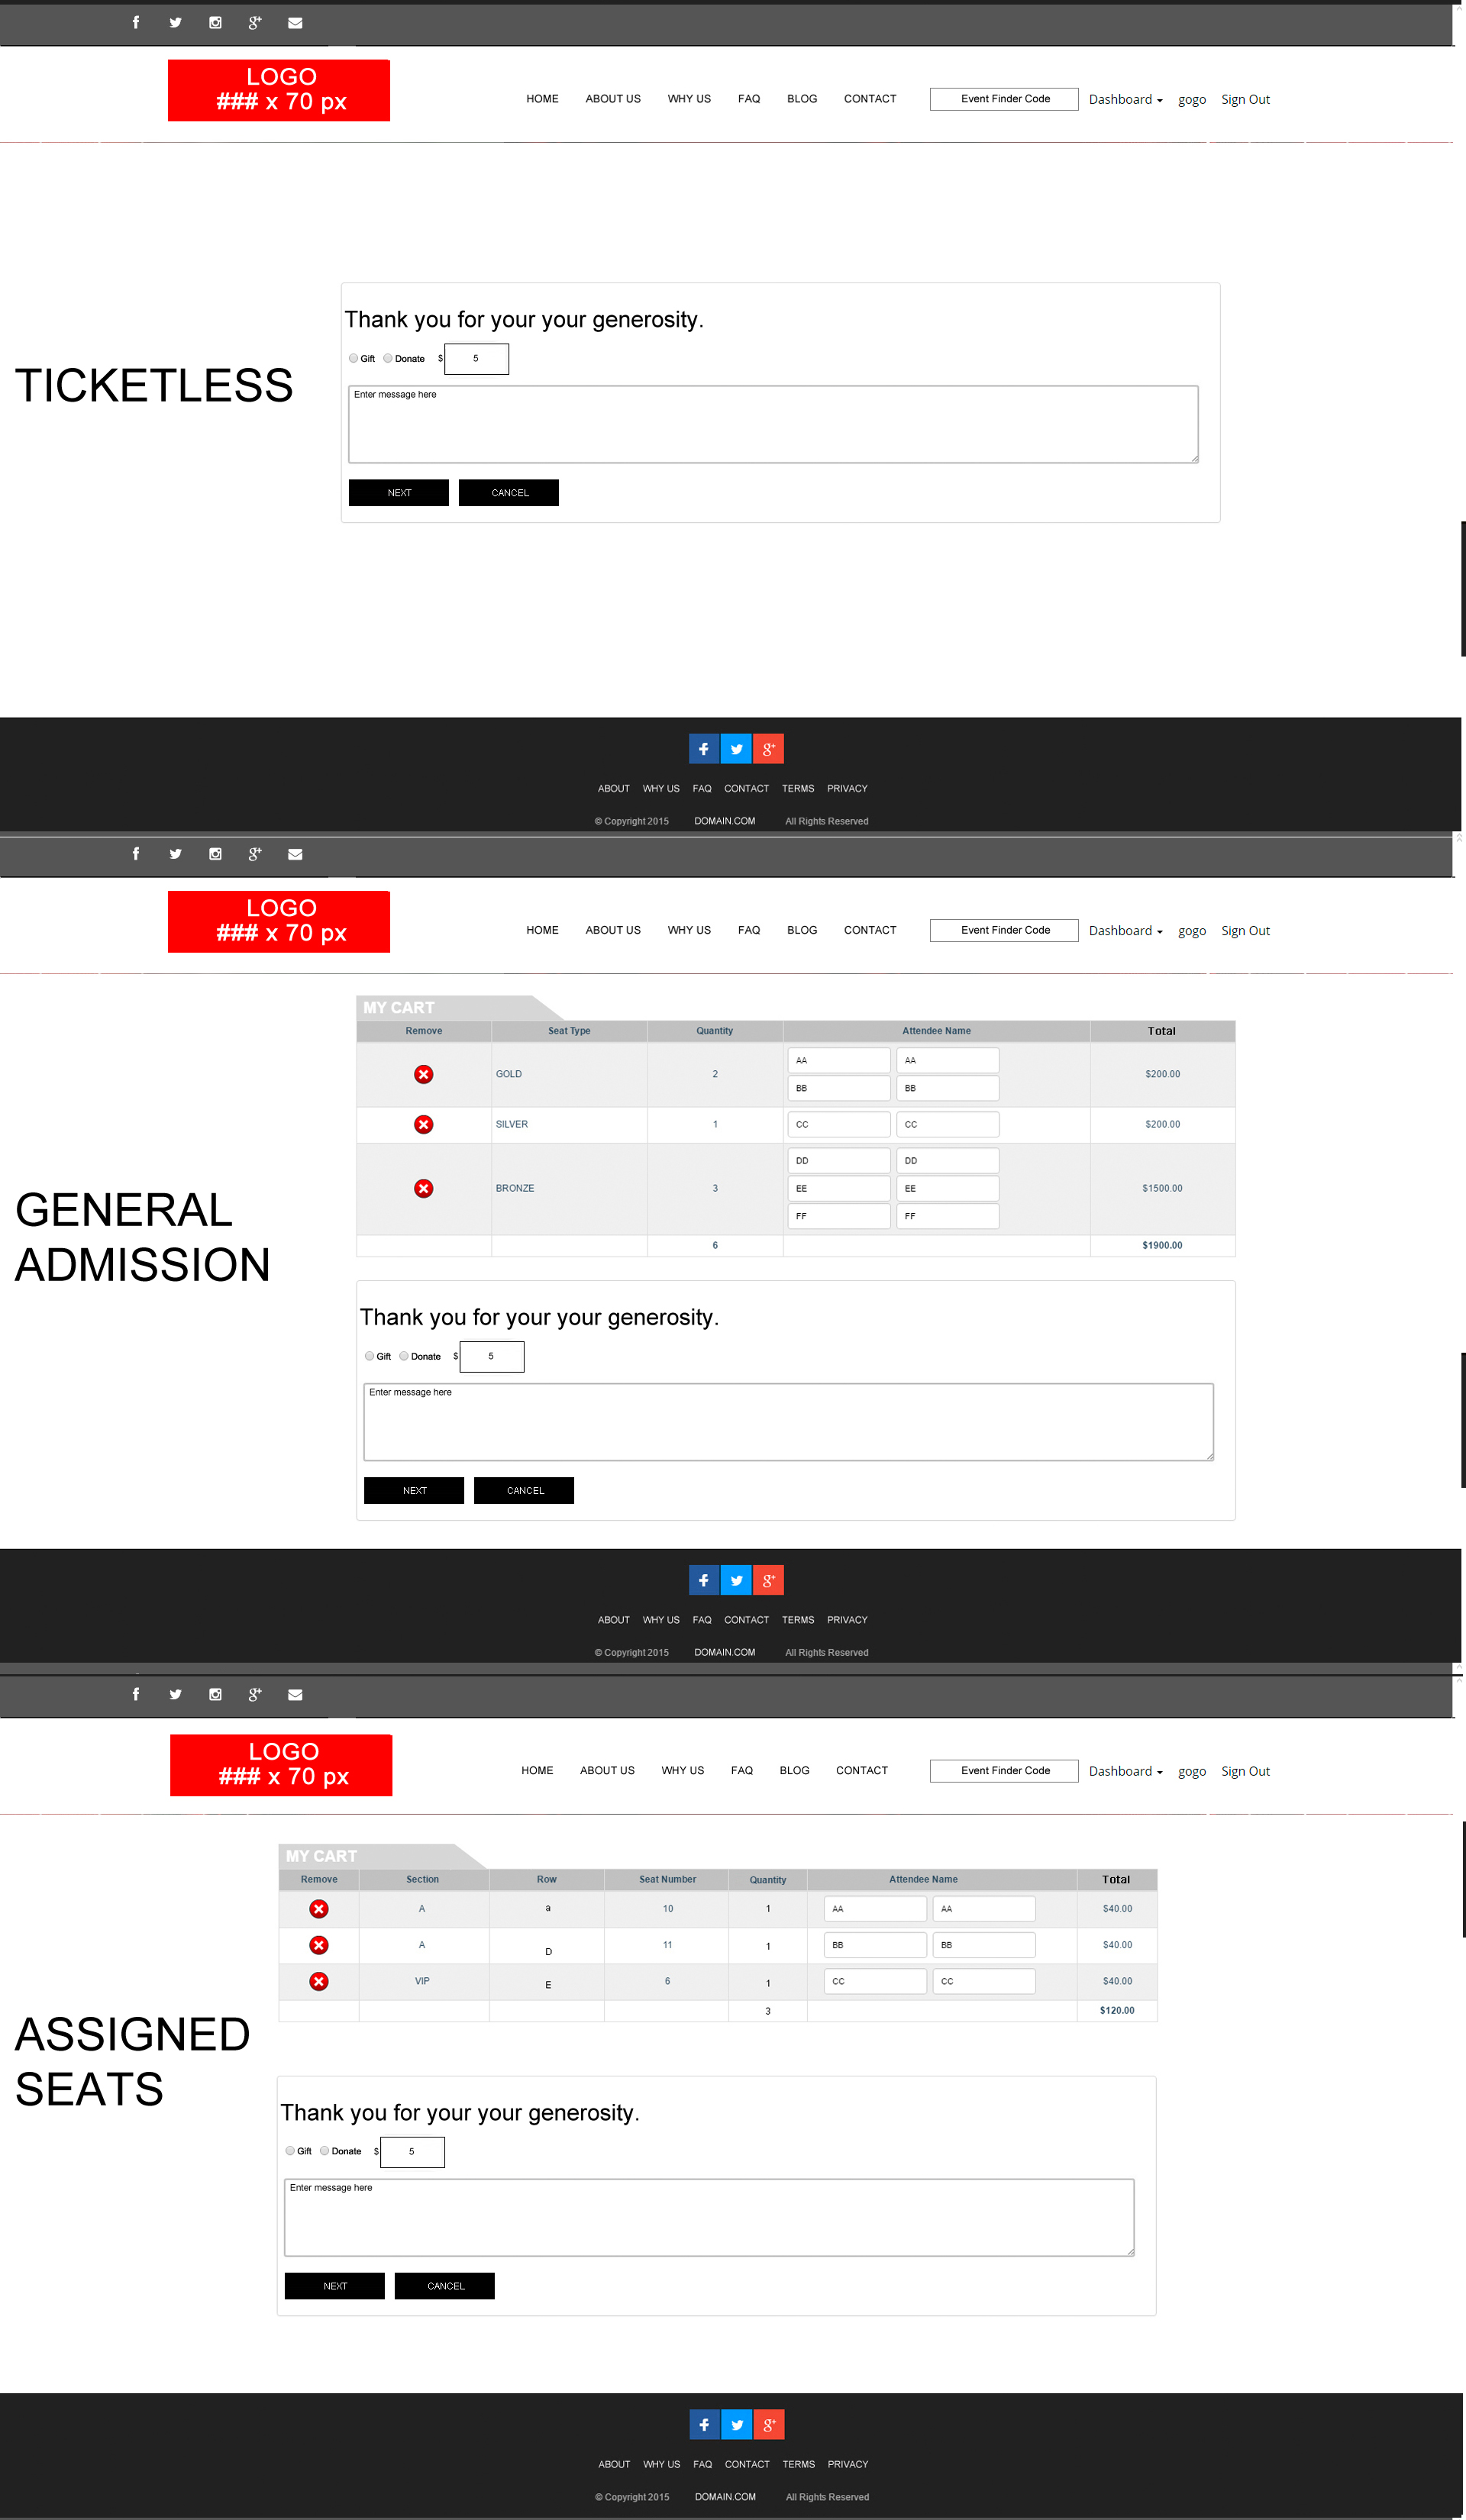 LOGO
### x 70 px
HOME ABOUT US WHY US FAQ BLOG CONTACT Event Finder Code Dashboard gogo Sign Out
TICKETLESS
Thank you for your your generosity.
Gift Donate $ 5
Enter message here
NEXT CANCEL
ABOUT WHY US FAQ CONTACT TERMS PRIVACY
© Copyright 2015 DOMAIN.COM All Rights Reserved
LOGO
### x 70 px
HOME ABOUT US WHY US FAQ BLOG CONTACT Event Finder Code Dashboard gogo Sign Out
GENERAL
ADMISSION
MY CART
Remove Seat Type Quantity Attendee Name Total
GOLD 2 AA AA $200.00
BB BB
SILVER 1 CC CC $200.00
DD DD
BRONZE 3 EE EE $1500.00
FF FF
6 $1900.00
Thank you for your your generosity.
Gift Donate $ 5
Enter message here
NEXT CANCEL
ABOUT WHY US FAQ CONTACT TERMS PRIVACY
© Copyright 2015 DOMAIN.COM All Rights Reserved
LOGO
### x 70 px
HOME ABOUT US WHY US FAQ BLOG CONTACT Event Finder Code Dashboard gogo Sign Out
ASSIGNED
SEATS
MY CART
Remove Section Row Seat Number Quantity Attendee Name Total
A a 10 1 AA AA $40.00
A D 11 1 BB BB $40.00
VIP E 6 1 CC CC $40.00
3 $120.00
Thank you for your your generosity.
Gift Donate $ 5
Enter message here
NEXT CANCEL
ABOUT WHY US FAQ CONTACT TERMS PRIVACY
© Copyright 2015 DOMAIN.COM All Rights Reserved